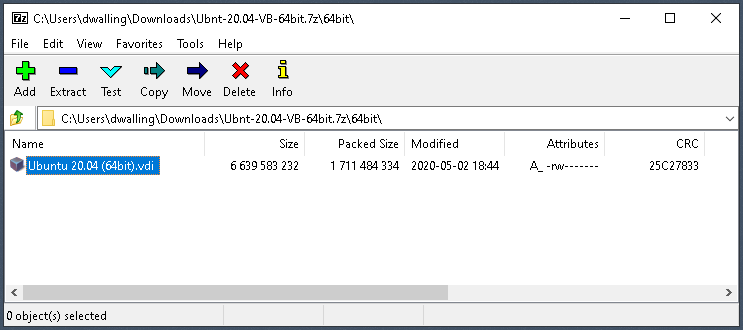 7z C:\Users\dwalling\Downloads\Ubnt-20.04-VB-64bit.7z\64bit\
File Edit View Favorites Tools Help
Add Extract Test Copy Move Delete Info
C:\Users\dwalling\Downloads\Ubnt-20.04-VB-64bit.7z\64bit\
Name Size Packed Size Modified Attributes CRC
Ubuntu 20.04 (64bit).vdi 6 639 583 232 1 711 484 334 2020-05-02 18:44 A_ -rw------- 25C27833
0 object(s) selected